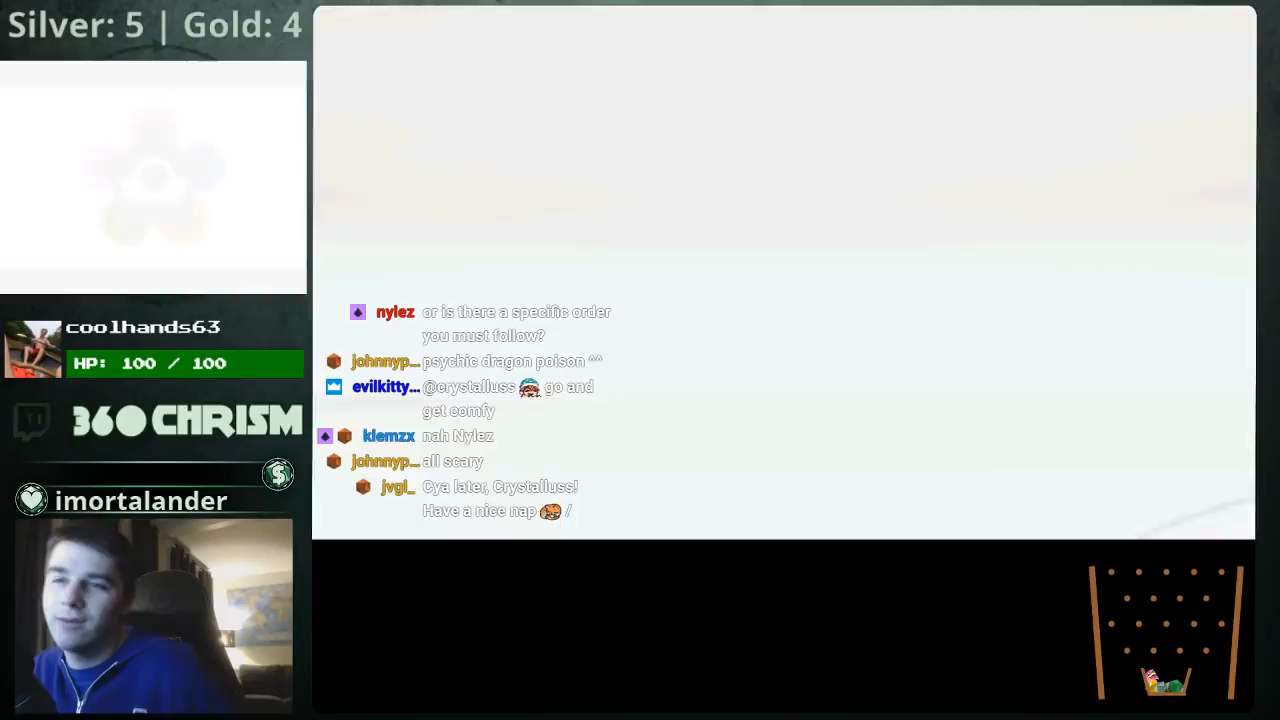 Silver: 5 | Gold: 4
coolhands63
HP: 100 / 100
360CHRISM
imortalander
nylez or is there a specific order
you must follow?
johnnyp... psychic dragon poison ^^
evilkitty... @crystalluss go and
get comfy
klemzx nah Nylez
johnnyp... all scary
jvgl_ Cya later, Crystalluss!
Have a nice nap /